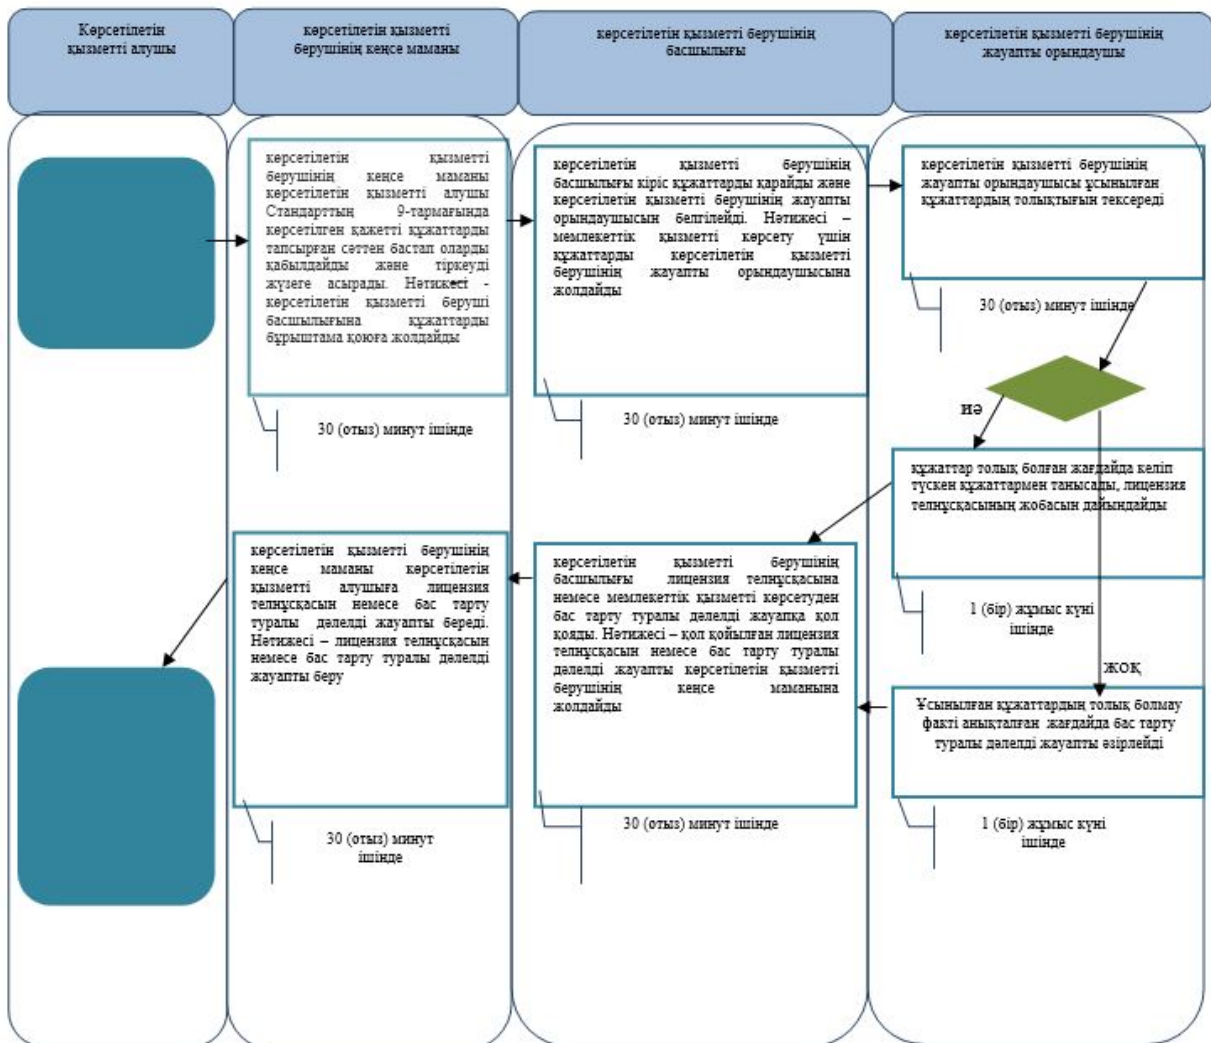 Көрсетілетін
қызметті алушы
көрсетілетін қызметті
берушінің кеңсе маманы
көрсетілетін қызметті берушінің
басшылығы
көрсетілетін қызметті берушінің
жауапты орындаушы
көрсетілетін қызметті
берушінің кеңсе маманы
көрсетілетін қызметті алушы
Стандарттың 9-тармағында
көрсетілген қажетті құжаттарды
тапсырған сәттен бастап оларды
қабылдайды және тіркеуді
жүзеге асырады. Нәтижесі -
көрсетілетін қызметті беруші
басшылығына құжаттарды
бұрыштама қоюға жолдайды
30 (отыз) минут ішінде
көрсетілетін қызметті берушінің
басшылығы кіріс құжаттарды қарайды және
көрсетілетін қызметті берушінің жауапты
орындаушысын белгілейді. Нәтижесі –
мемлекеттік қызметті көрсету үшін
құжаттарды көрсетілетін қызметті
берушінің жауапты орындаушысына
жолдайды
30 (отыз) минут ішінде
көрсетілетін қызметті берушінің
жауапты орындаушысы ұсынылған
құжаттардың толықтығын тексереді
30 (отыз) минут ішінде
иә
құжаттар толық болған жағдайда келіп
түскен құжаттармен танысады, лицензия
телнұсқасының жобасын дайындайды
1 (бір) жұмыс күні
ішінде
жоқ
Ұсынылған құжаттардың толық болмау
факті анықталған жағдайда бас тарту
туралы дәлелді жауапты әзірлейді
1 (бір) жұмыс күні
ішінде
көрсетілетін қызметті берушінің
басшылығы лицензия телнұсқасына
немесе мемлекеттік қызметті көрсетуден
бас тарту туралы дәлелді жауапқа қол
қояды. Нәтижесі – қол қойылған лицензия
телнұсқасын немесе бас тарту туралы
дәлелді жауапты көрсетілетін қызметті
берушінің кеңсе маманына
жолдайды
30 (отыз) минут ішінде
көрсетілетін қызметті берушінің
кеңсе маманы көрсетілетін
қызметті алушыға лицензия
телнұсқасын немесе бас тарту
туралы дәлелді жауапты береді.
Нәтижесі – лицензия телнұсқасын
немесе бас тарту туралы дәлелді
жауапты беру
30 (отыз) минут
ішінде